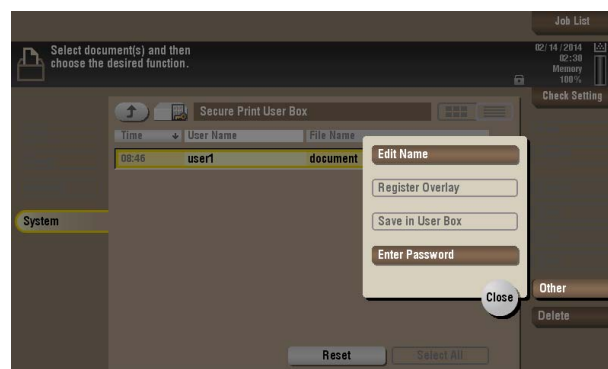 Job List
Select document(s) and then
choose the desired function.
02/14/2014
02:30
Memory
100%
Check Setting
Secure Print User Box
Time
User Name
File Name
08:46
user1
document
Edit Name
Register Overlay
Save in User Box
Enter Password
Close
System
Other
Delete
Reset
Select All